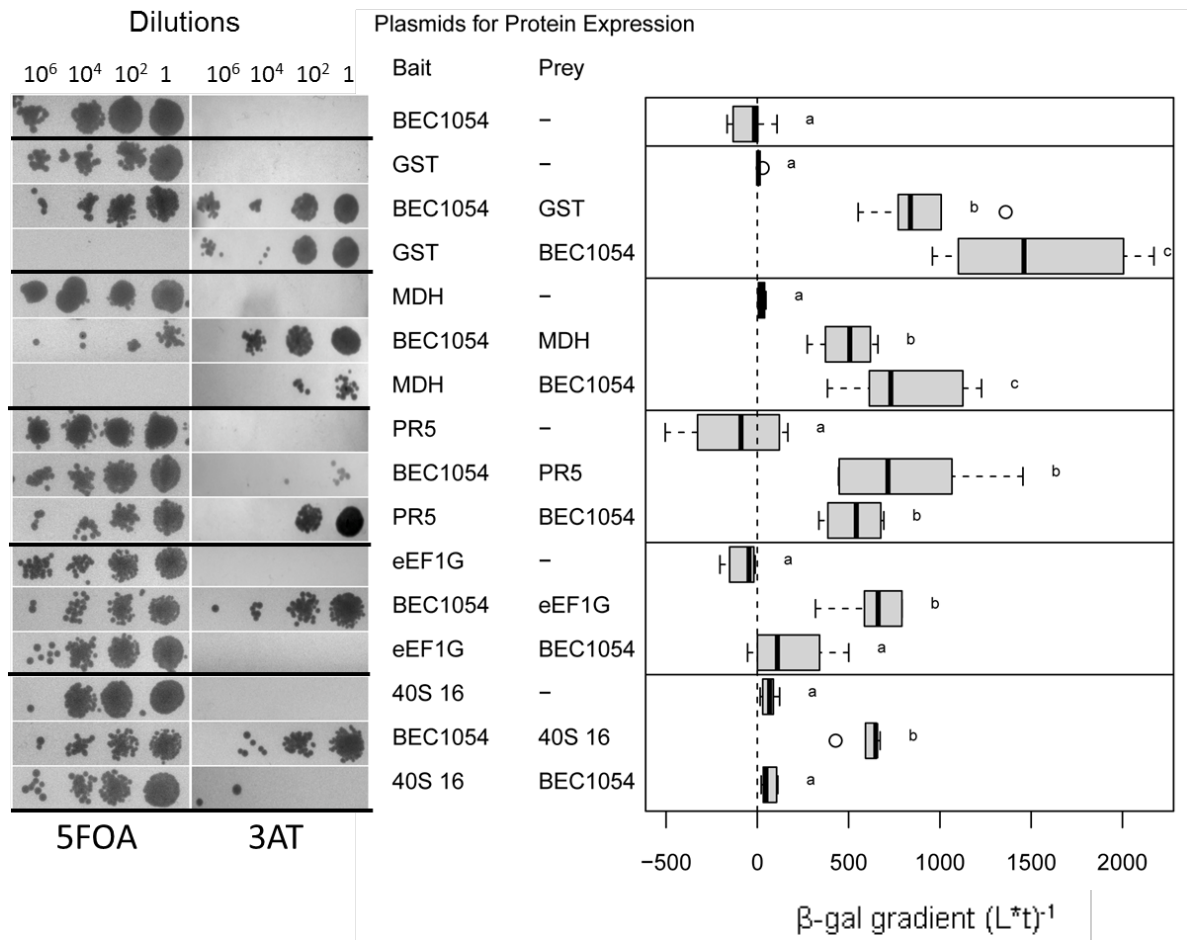 Dilutions Plasmids for Protein Expression
10⁶ 10⁴ 10² 1 10⁶ 10⁴ 10² 1 Bait Prey
BEC1054 – a
GST – a
BEC1054 GST b
GST BEC1054 c
MDH – a
BEC1054 MDH b
MDH BEC1054 c
PR5 – a
BEC1054 PR5 b
PR5 BEC1054 b
eEF1G – a
BEC1054 eEF1G b
eEF1G BEC1054 a
40S 16 – a
BEC1054 40S 16 b
40S 16 BEC1054 a
5FOA 3AT
−500 0 500 1000 1500 2000
β-gal gradient (L*t)⁻¹